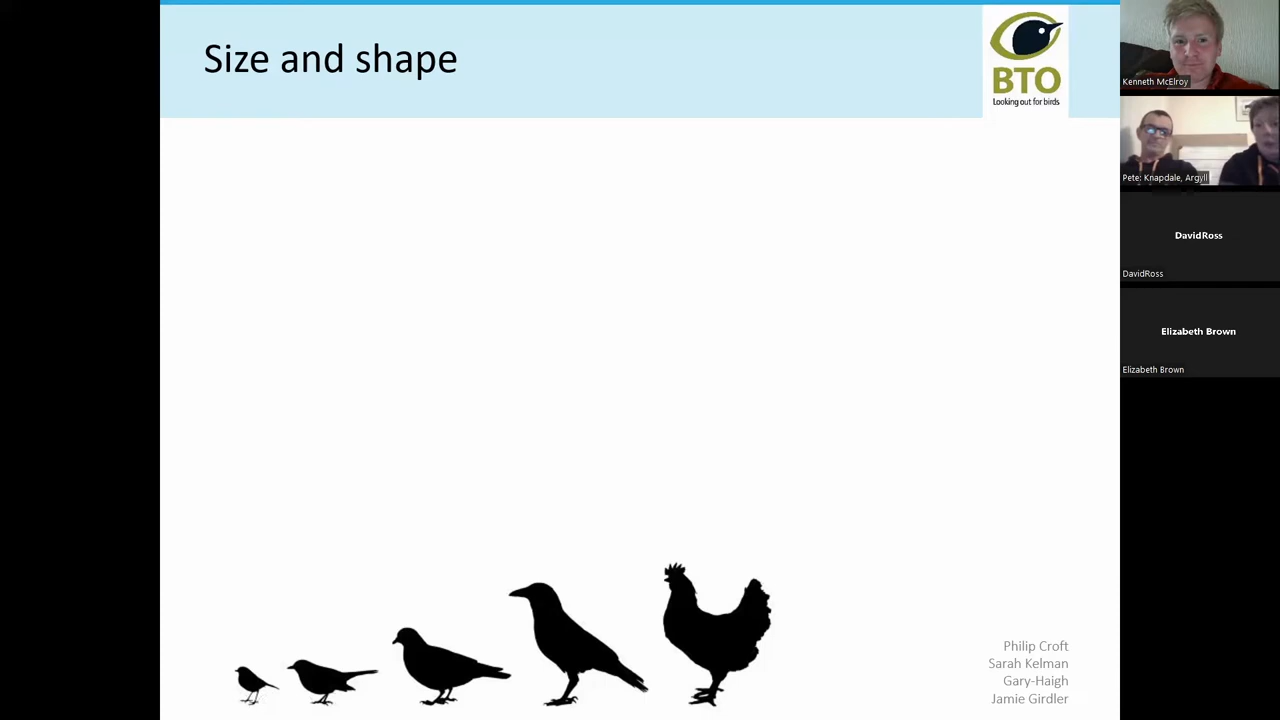 Size and shape
BTO
Looking out for birds
Philip Croft
Sarah Kelman
Gary-Haigh
Jamie Girdler
Kenneth McElroy
Pete: Knapdale, Argyll
DavidRoss
DavidRoss
Elizabeth Brown
Elizabeth Brown